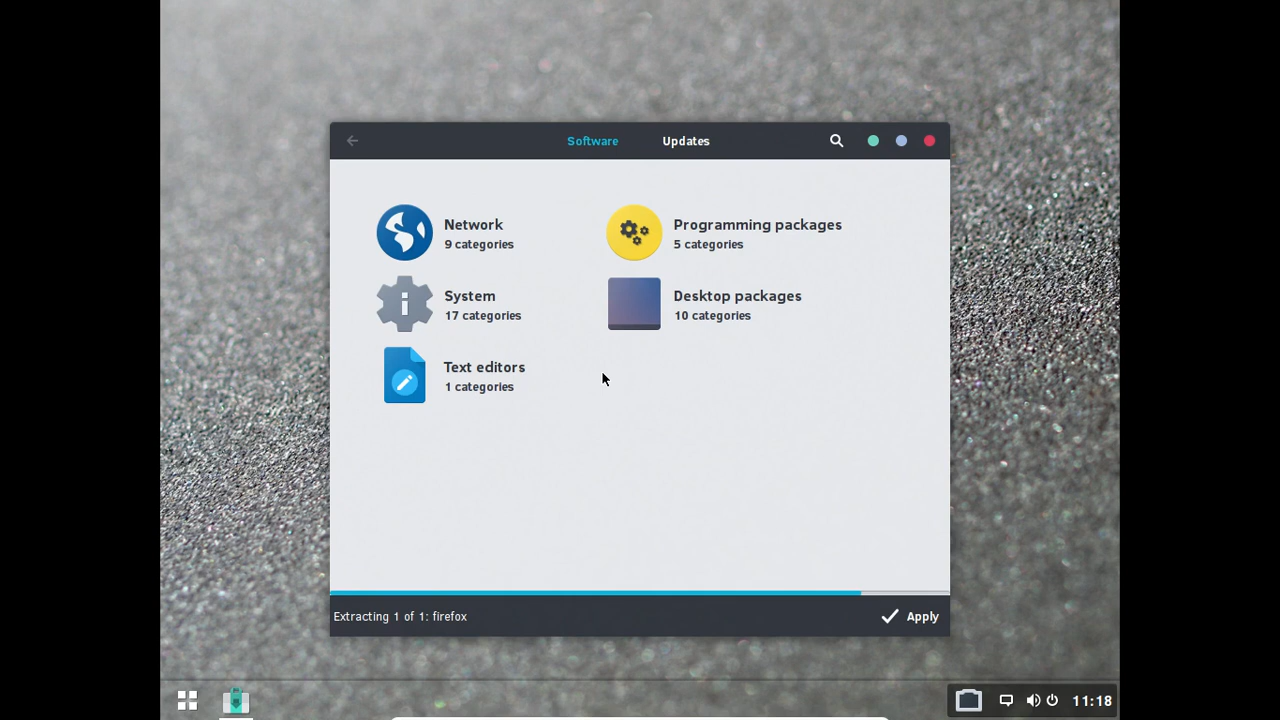 Software
Updates
Network
9 categories
Programming packages
5 categories
System
17 categories
Desktop packages
10 categories
Text editors
1 categories
Extracting 1 of 1: firefox
Apply
11:18